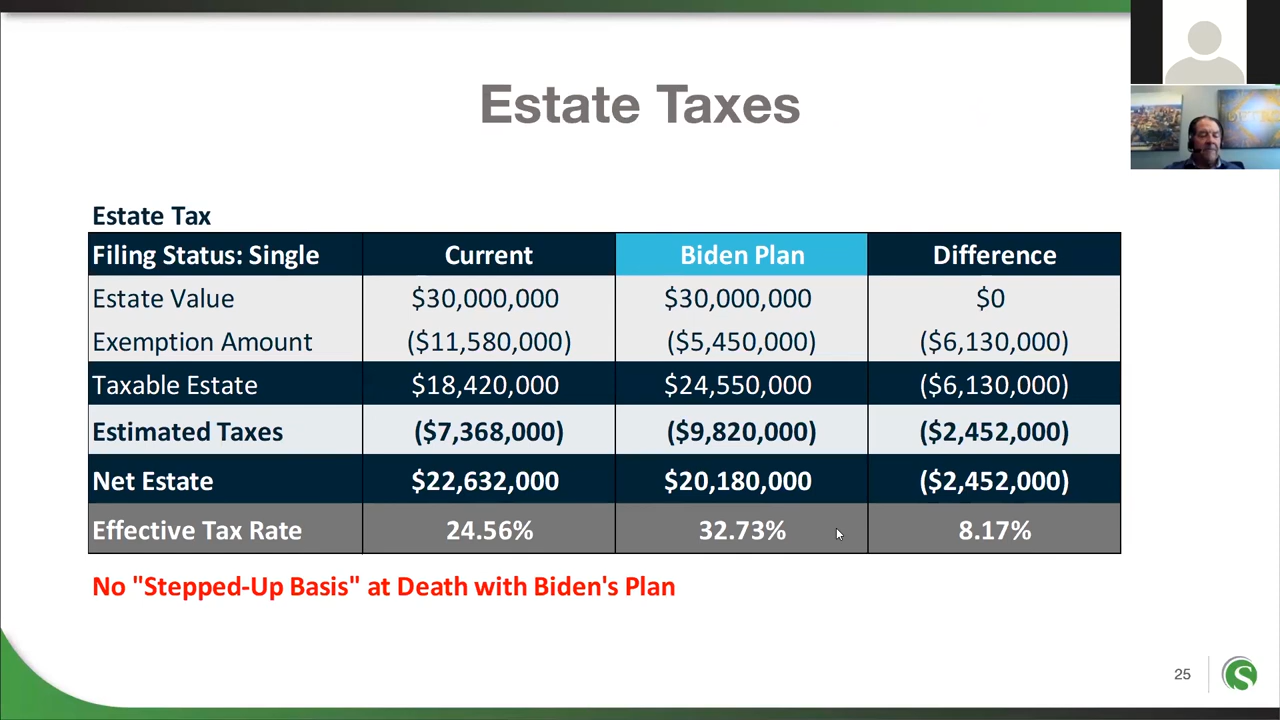 Estate Taxes
Estate Tax
Filing Status: Single Current Biden Plan Difference
Estate Value $30,000,000 $30,000,000 $0
Exemption Amount ($11,580,000) ($5,450,000) ($6,130,000)
Taxable Estate $18,420,000 $24,550,000 ($6,130,000)
Estimated Taxes ($7,368,000) ($9,820,000) ($2,452,000)
Net Estate $22,632,000 $20,180,000 ($2,452,000)
Effective Tax Rate 24.56% 32.73% 8.17%
No "Stepped-Up Basis" at Death with Biden's Plan
25
S